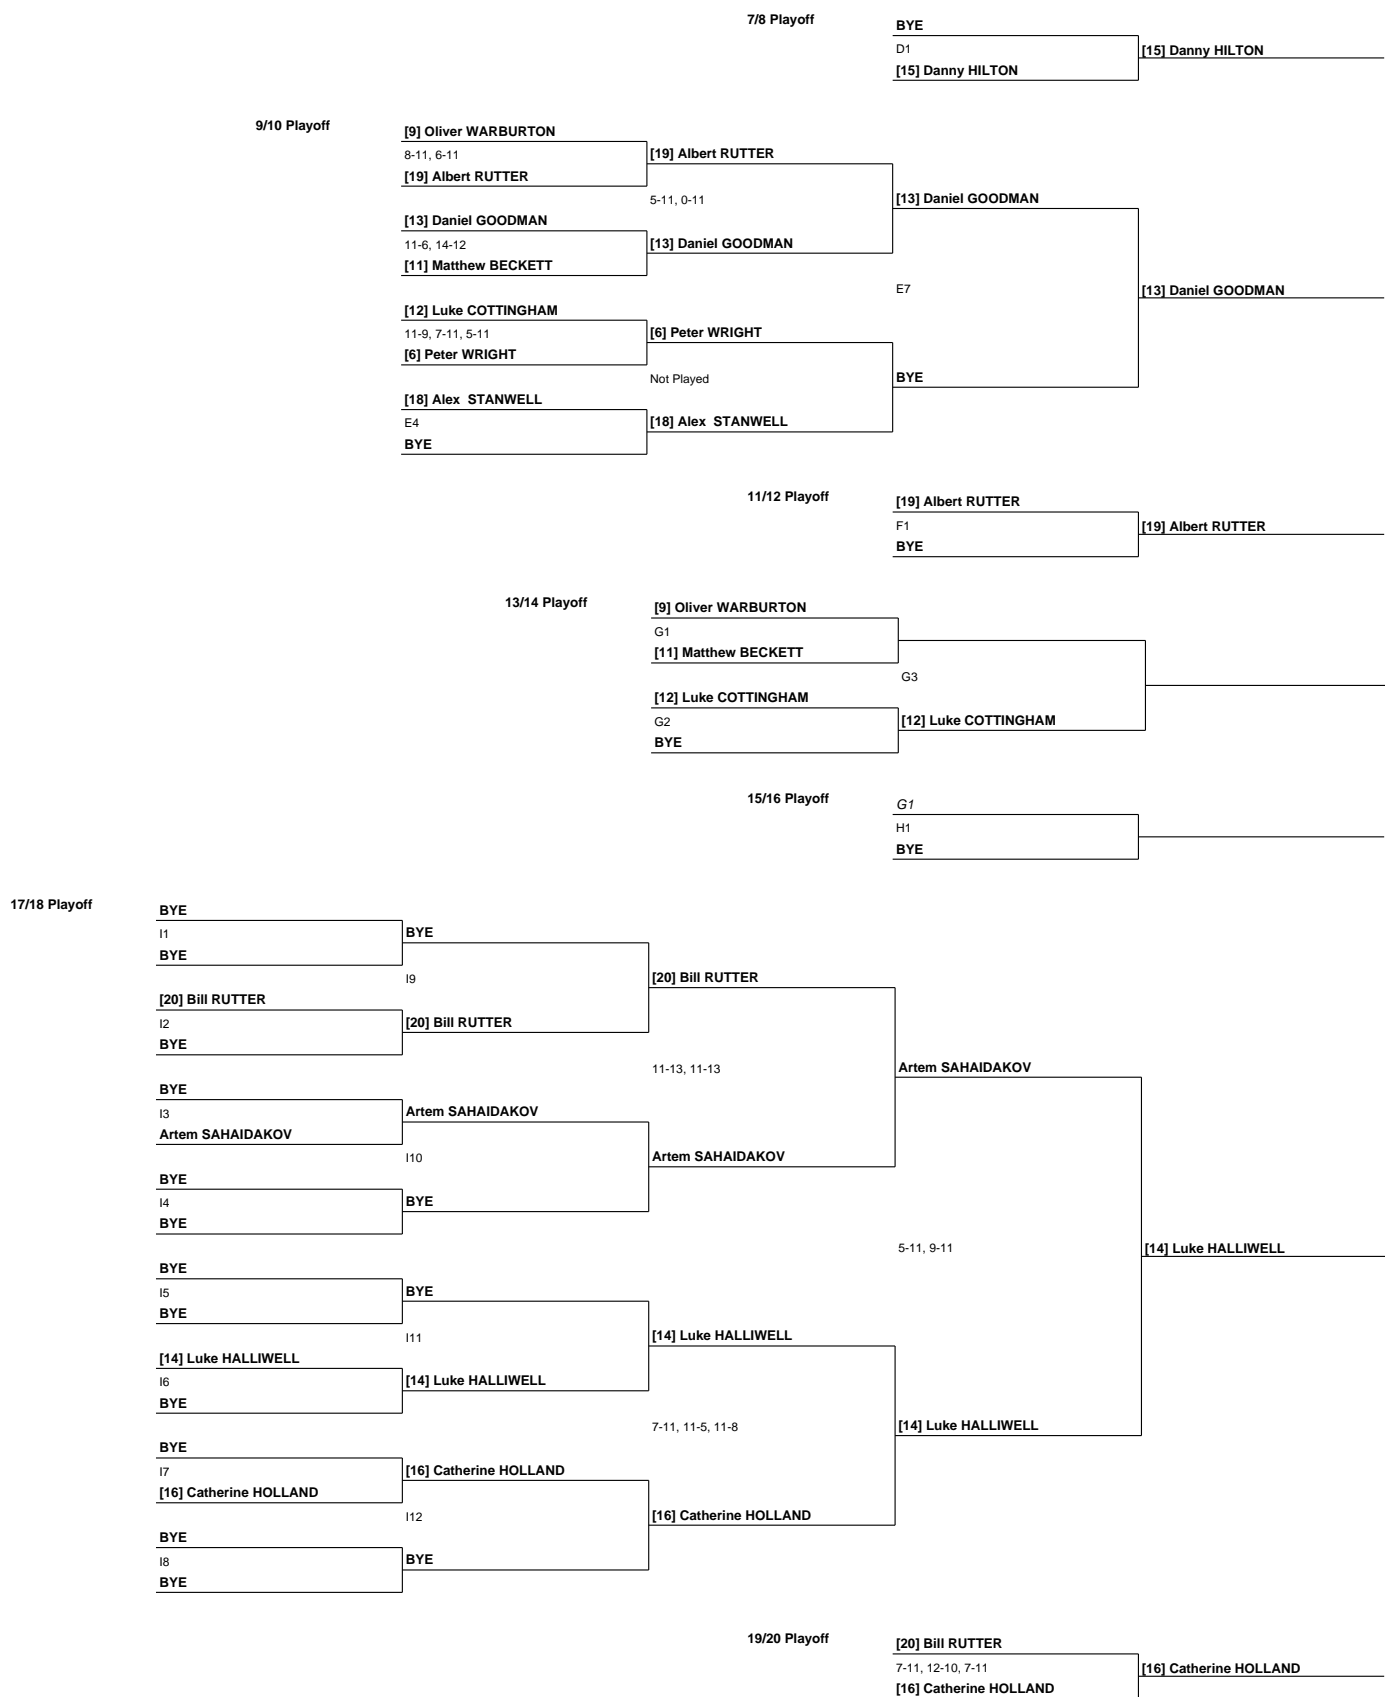 7/8 Playoff
BYE
D1
[15] Danny HILTON
[15] Danny HILTON
9/10 Playoff
[9] Oliver WARBURTON
8-11, 6-11
[19] Albert RUTTER
[19] Albert RUTTER
5-11, 0-11
[13] Daniel GOODMAN
[13] Daniel GOODMAN
11-6, 14-12
[13] Daniel GOODMAN
[11] Matthew BECKETT
E7
[13] Daniel GOODMAN
[12] Luke COTTINGHAM
11-9, 7-11, 5-11
[6] Peter WRIGHT
[6] Peter WRIGHT
Not Played
BYE
[18] Alex  STANWELL
E4
[18] Alex  STANWELL
BYE
11/12 Playoff
[19] Albert RUTTER
F1
[19] Albert RUTTER
BYE
13/14 Playoff
[9] Oliver WARBURTON
G1
[11] Matthew BECKETT
G3
[12] Luke COTTINGHAM
G2
[12] Luke COTTINGHAM
BYE
15/16 Playoff
G1
H1
BYE
17/18 Playoff
BYE
I1
BYE
BYE
I9
[20] Bill RUTTER
[20] Bill RUTTER
I2
[20] Bill RUTTER
BYE
11-13, 11-13
Artem SAHAIDAKOV
BYE
I3
Artem SAHAIDAKOV
Artem SAHAIDAKOV
I10
Artem SAHAIDAKOV
BYE
I4
BYE
BYE
5-11, 9-11
[14] Luke HALLIWELL
BYE
I5
BYE
BYE
I11
[14] Luke HALLIWELL
[14] Luke HALLIWELL
I6
[14] Luke HALLIWELL
BYE
7-11, 11-5, 11-8
[14] Luke HALLIWELL
BYE
I7
[16] Catherine HOLLAND
[16] Catherine HOLLAND
I12
[16] Catherine HOLLAND
BYE
I8
BYE
BYE
19/20 Playoff
[20] Bill RUTTER
7-11, 12-10, 7-11
[16] Catherine HOLLAND
[16] Catherine HOLLAND